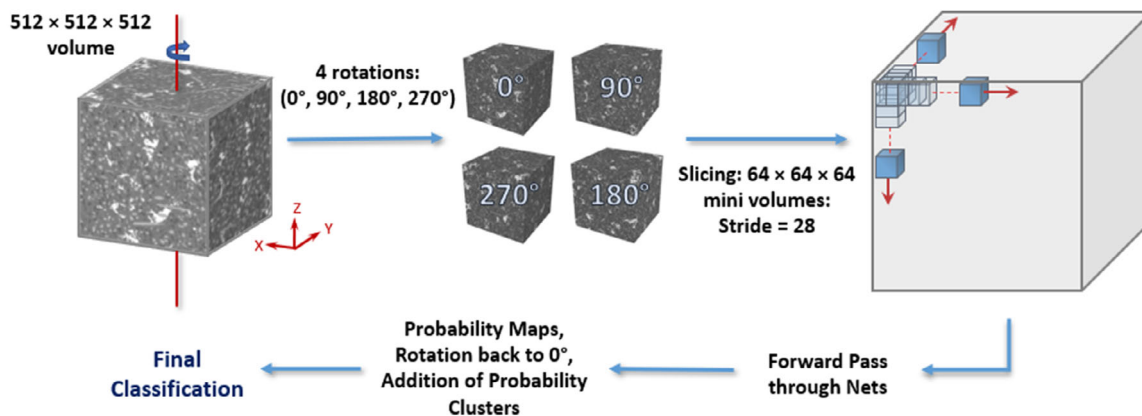 512 × 512 × 512
volume
4 rotations:
(0°, 90°, 180°, 270°)
0°
90°
270°
180°
Z
Y
X
Slicing: 64 × 64 × 64
mini volumes:
Stride = 28
Forward Pass
through Nets
Probability Maps,
Rotation back to 0°,
Addition of Probability
Clusters
Final
Classification